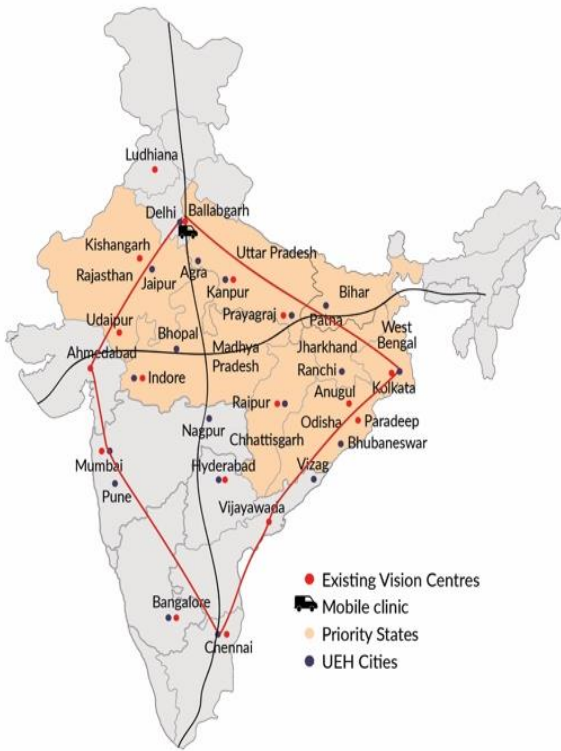 Ludhiana
Delhi
Ballabgarh
Kishangarh
Uttar Pradesh
Rajasthan
Jaipur
Agra
Kanpur
Bihar
Prayagraj
Patna
Udaipur
Bhopal
West
Bengal
Ahmedabad
Madhya
Pradesh
Jharkhand
Ranchi
Kolkata
Indore
Raipur
Anugul
Odisha
Paradeep
Nagpur
Chhattisgarh
Bhubaneswar
Mumbai
Hyderabad
Vizag
Pune
Vijayawada
Existing Vision Centres
Mobile clinic
Bangalore
Priority States
Chennai
UEH Cities